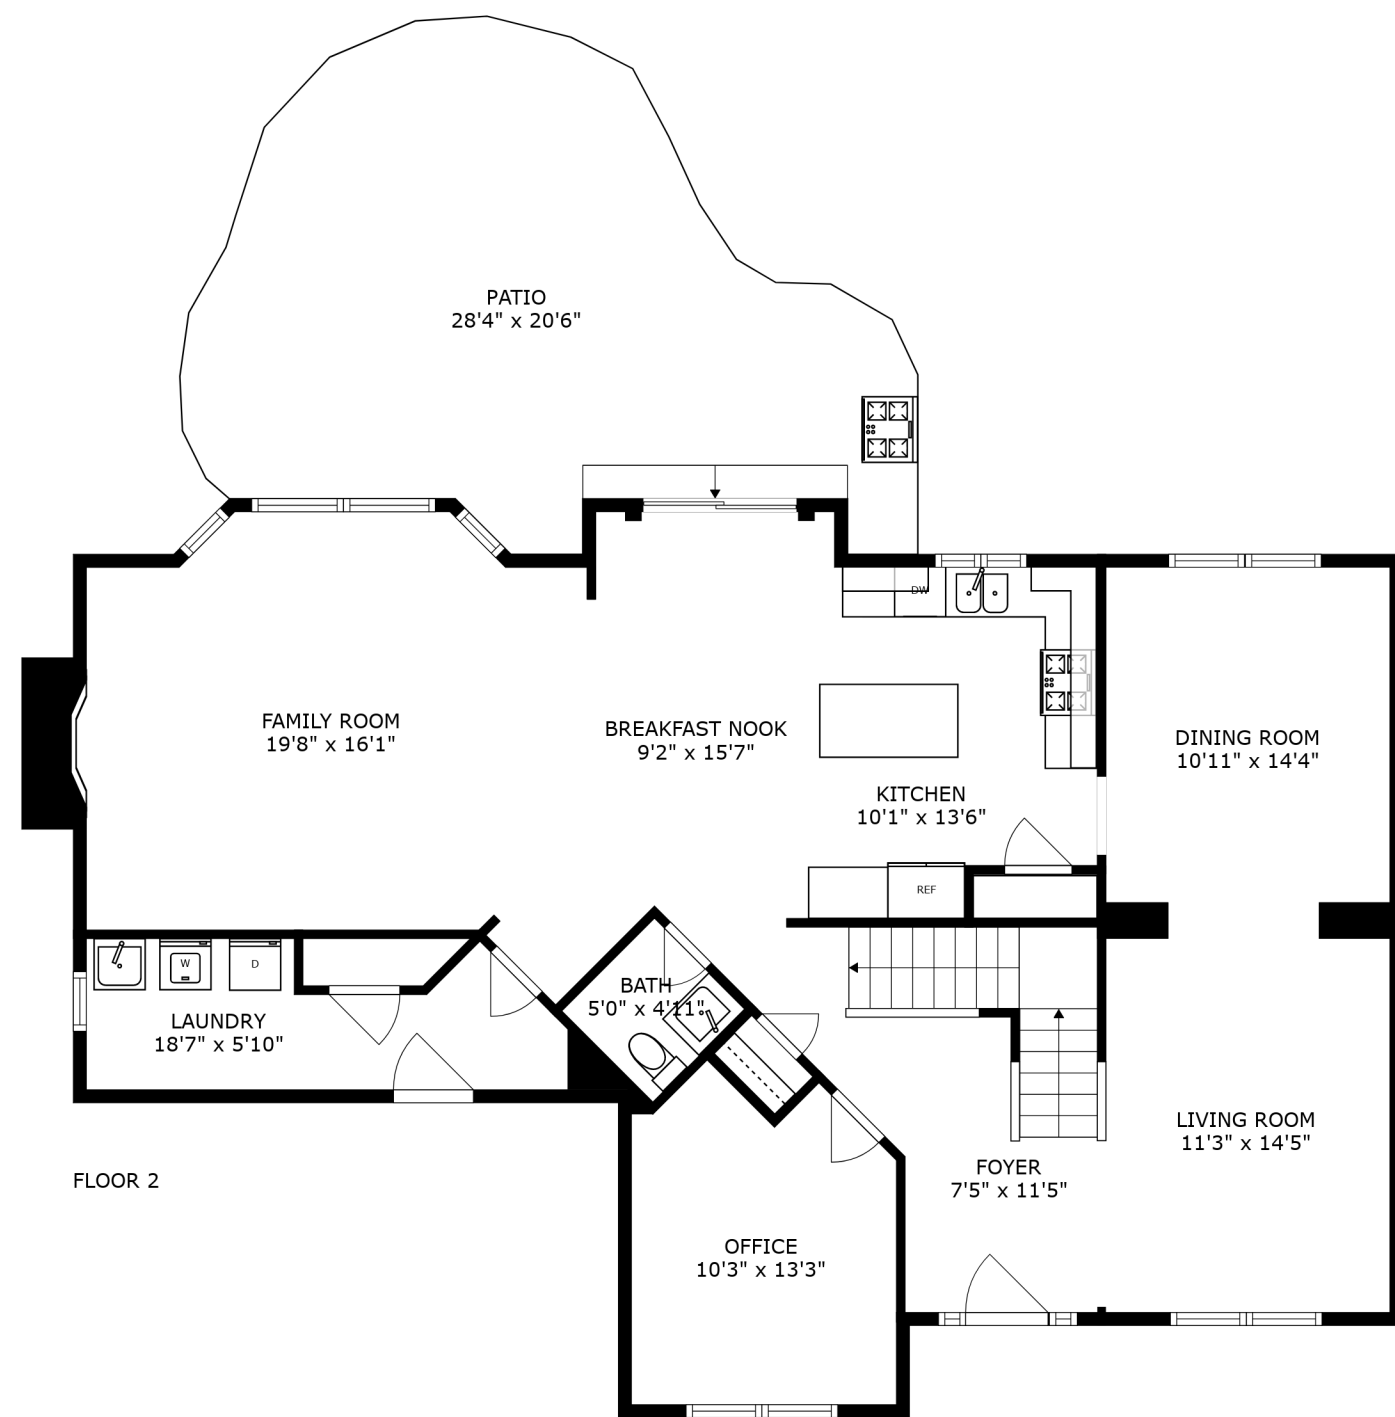 PATIO
28'4" x 20'6"
DW
FAMILY ROOM
19'8" x 16'1"
BREAKFAST NOOK
9'2" x 15'7"
DINING ROOM
10'11" x 14'4"
KITCHEN
10'1" x 13'6"
REF
W
D
BATH
5'0" x 4'11"
LAUNDRY
18'7" x 5'10"
LIVING ROOM
11'3" x 14'5"
FOYER
7'5" x 11'5"
FLOOR 2
OFFICE
10'3" x 13'3"